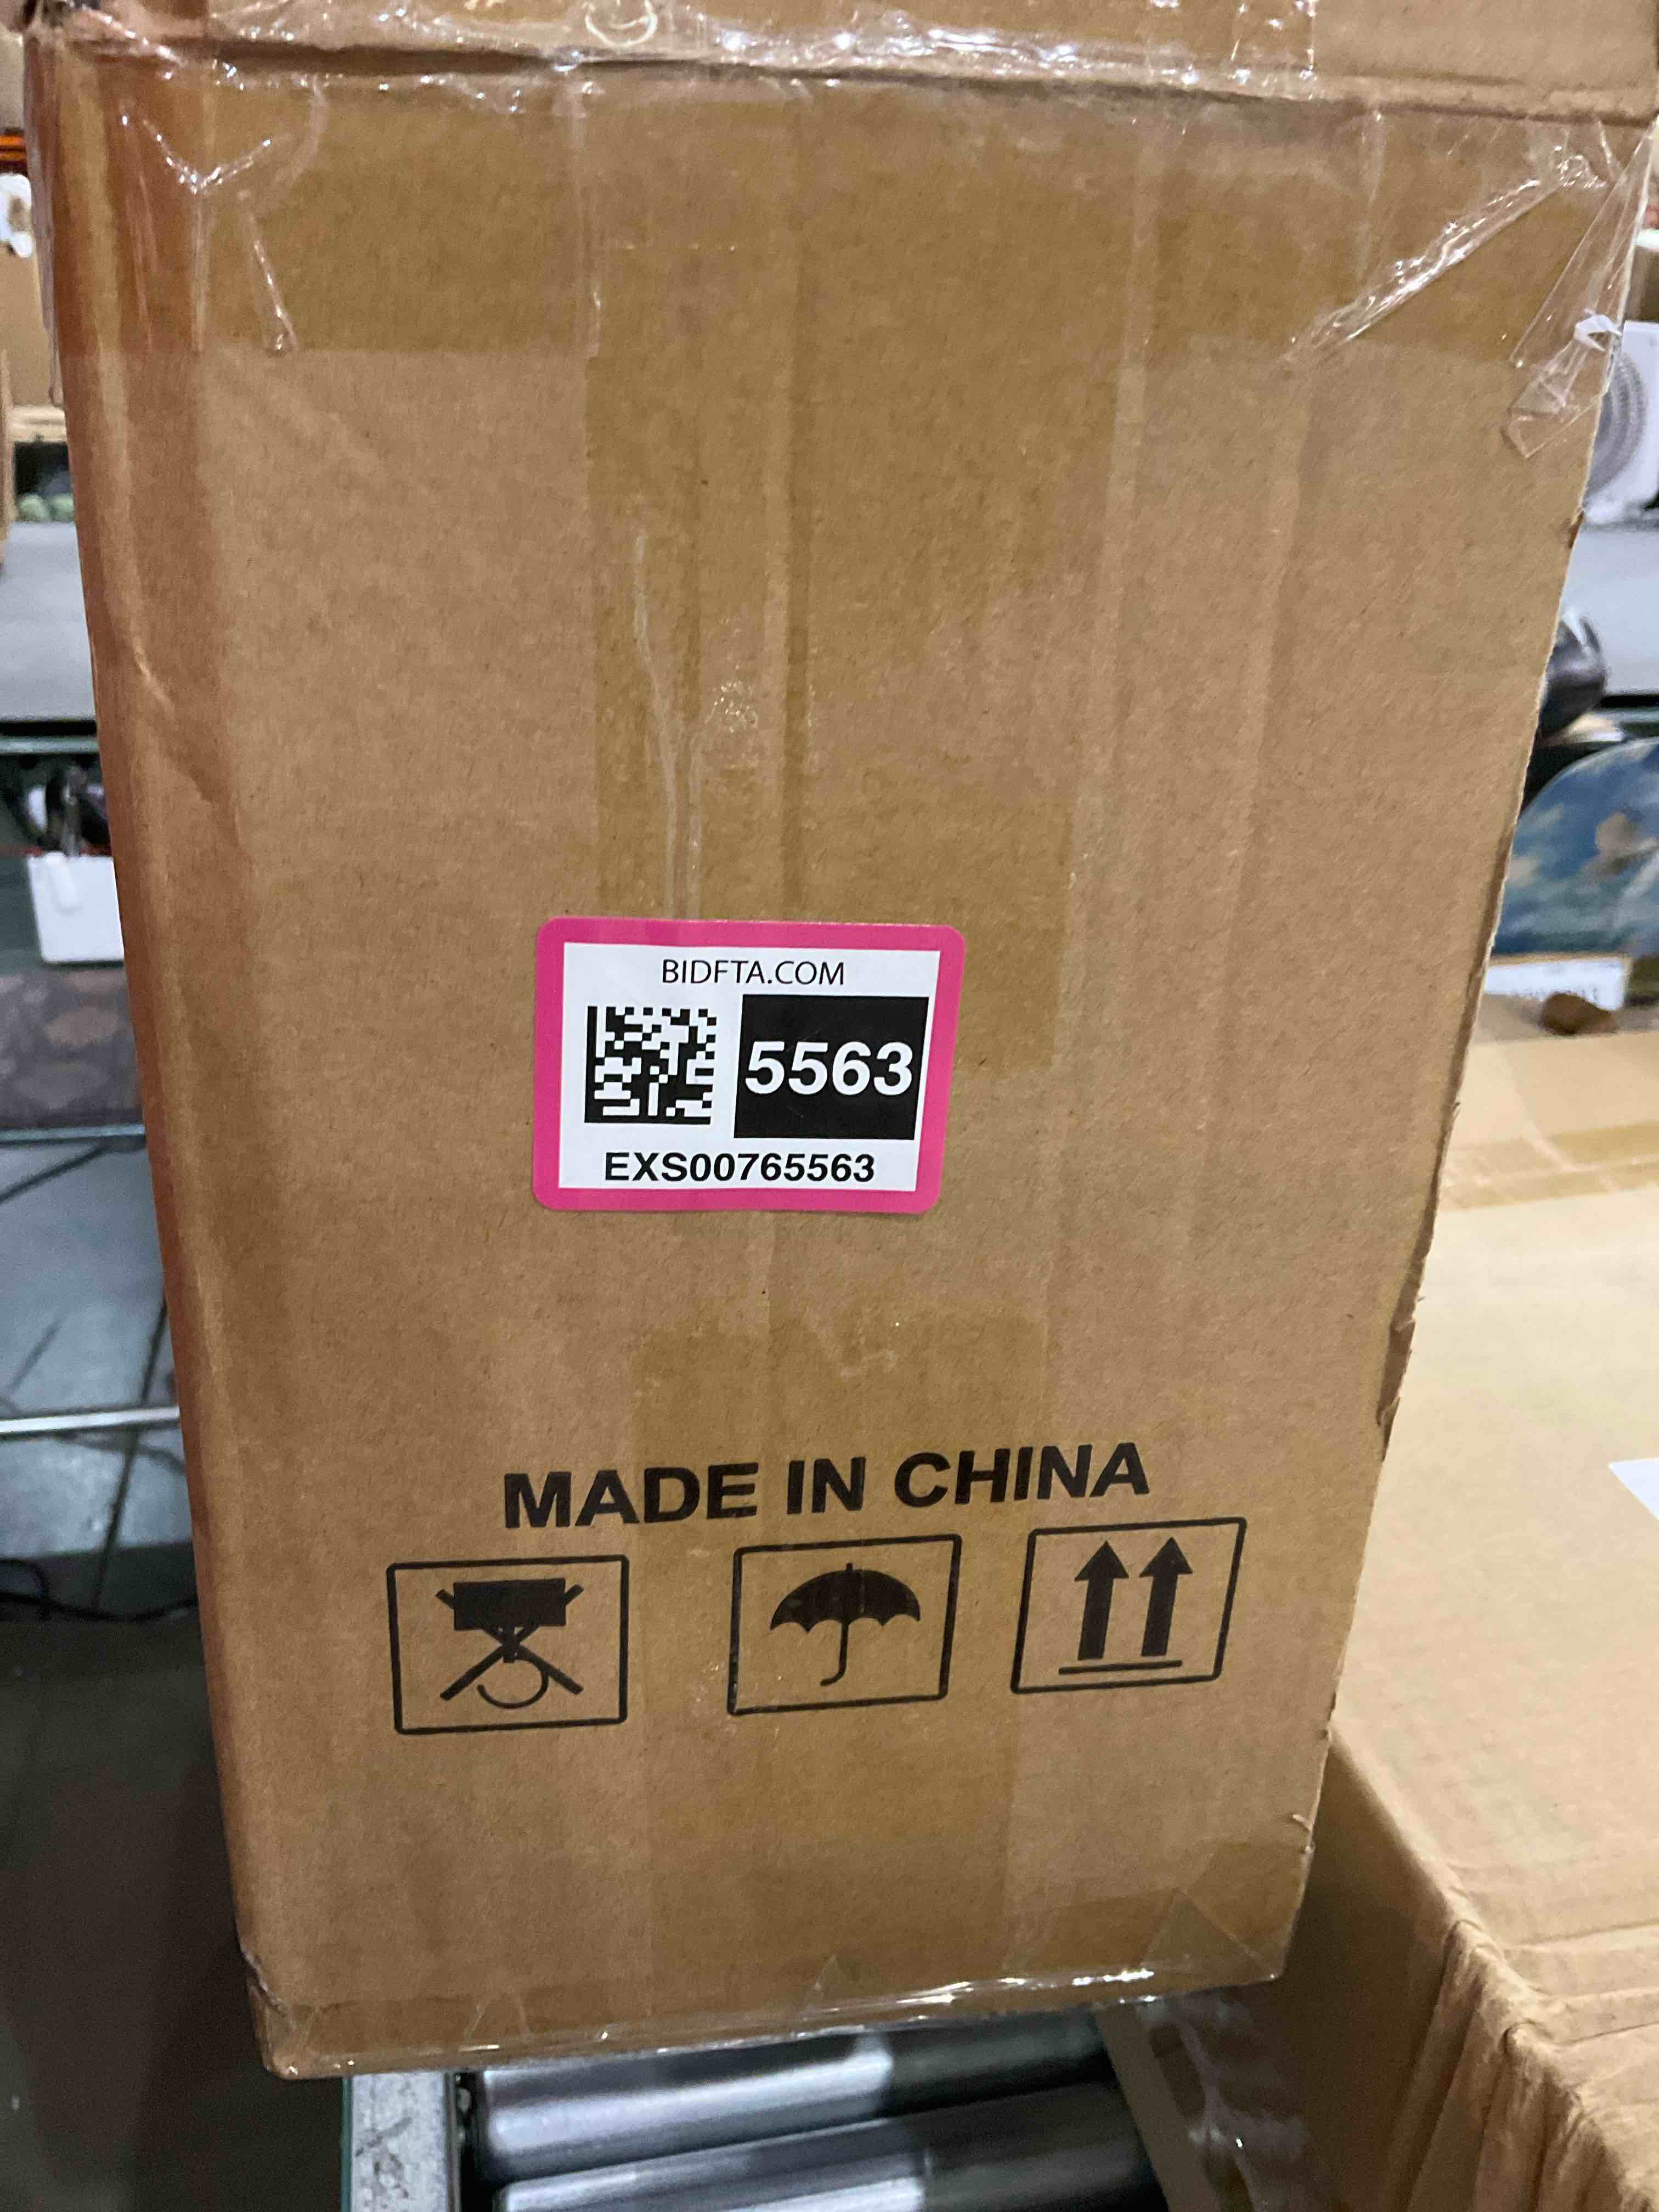 BIDFTA.COM
5563
EXS00765563
MADE IN CHINA